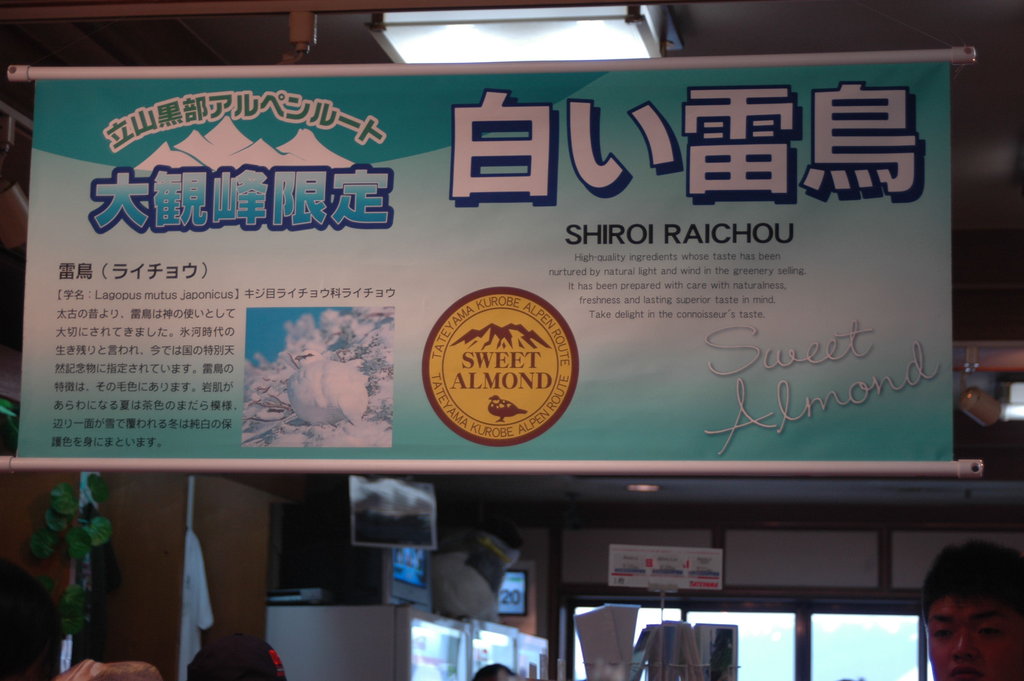 立山黒部アルペンルート
大観峰限定
白い雷鳥
SHIROI RAICHOU
High-quality ingredients whose taste has been
nurtured by natural light and wind in the greenery selling.
It has been prepared with care with naturalness,
freshness and lasting superior taste in mind.
Take delight in the connoisseur's taste.
雷鳥（ライチョウ）
【学名：Lagopus mutus japonicus】キジ目ライチョウ科ライチョウ
太古の昔より、雷鳥は神の使いとして
大切にされてきました。氷河時代の
生き残りと言われ、今では国の特別天
然記念物に指定されています。雷鳥の
特徴は、その毛色にあります。岩肌が
あらわになる夏は茶色のまだら模様、
辺り一面が雪で覆われる冬は純白の保
護色を身にまといます。
TATEYAMA KUROBE ALPEN ROUTE
SWEET
ALMOND
TATEYAMA KUROBE ALPEN ROUTE
Sweet
Almond
20